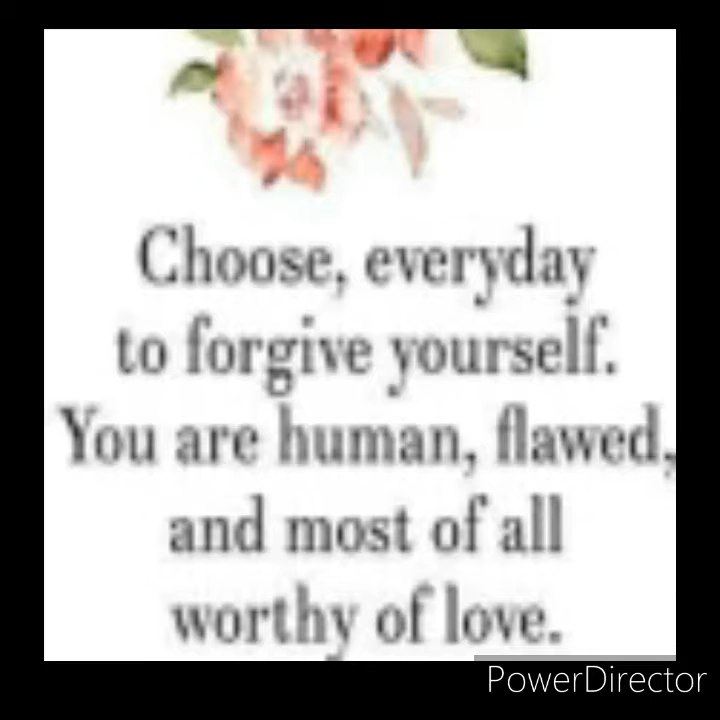 Choose, everyday
to forgive yourself.
You are human, flawed,
and most of all
worthy of love.
PowerDirector